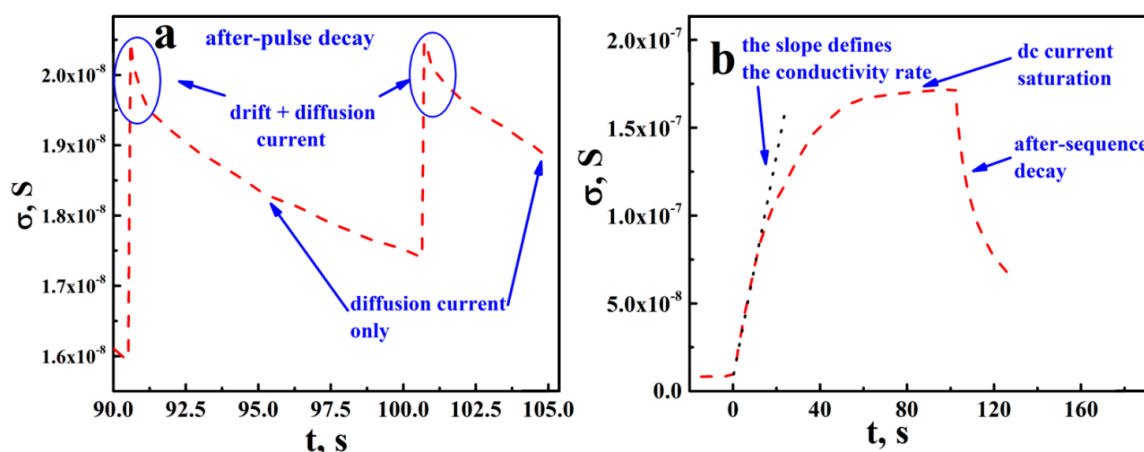 a
after-pulse decay
drift + diffusion
current
diffusion current
only
σ, S
2.0x10⁻⁸
1.9x10⁻⁸
1.8x10⁻⁸
1.7x10⁻⁸
1.6x10⁻⁸
90.0 92.5 95.0 97.5 100.0 102.5 105.0
t, s
b
the slope defines
the conductivity rate
dc current
saturation
after-sequence
decay
σ, S
2.0x10⁻⁷
1.5x10⁻⁷
1.0x10⁻⁷
5.0x10⁻⁸
0.0
0 40 80 120 160
t, s